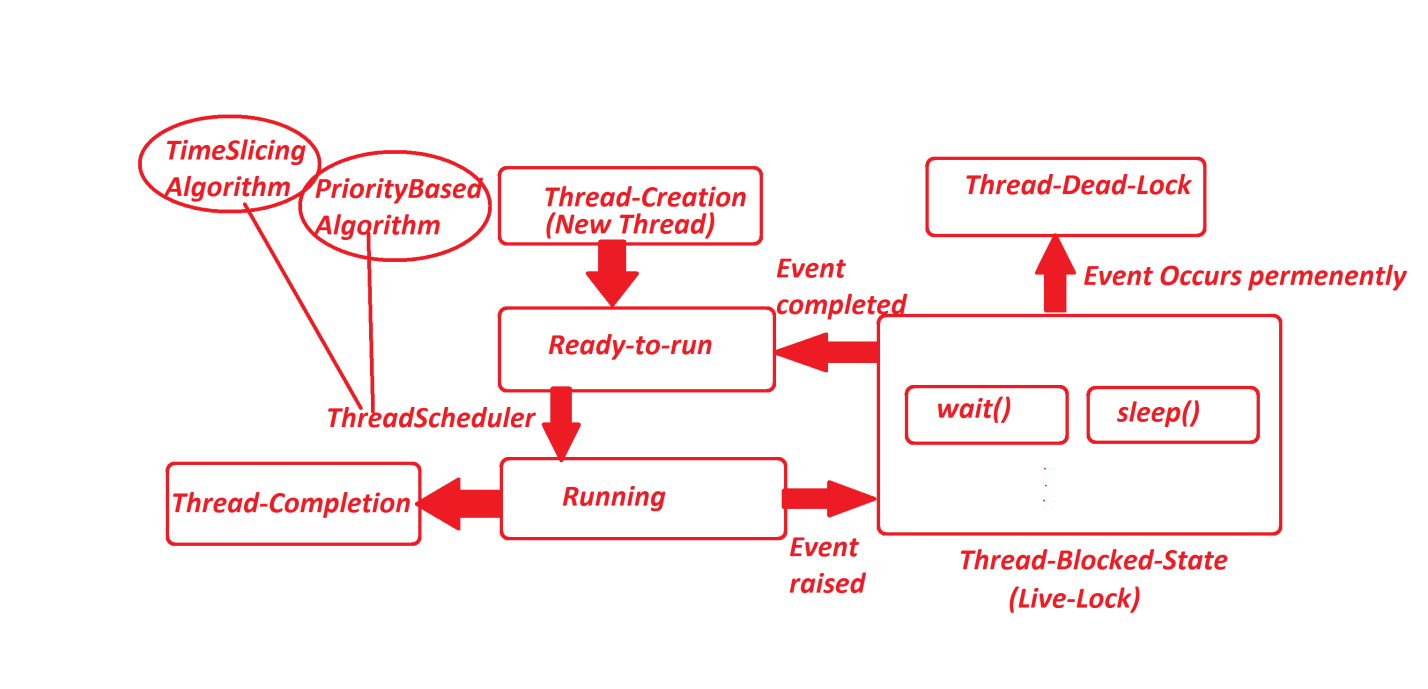 TimeSlicing
Algorithm
PriorityBased
Algorithm
Thread-Creation
(New Thread)
Thread-Dead-Lock
Event
completed
Event Occurs permenently
Ready-to-run
wait()
sleep()
ThreadScheduler
Thread-Completion
Running
Event
raised
Thread-Blocked-State
(Live-Lock)